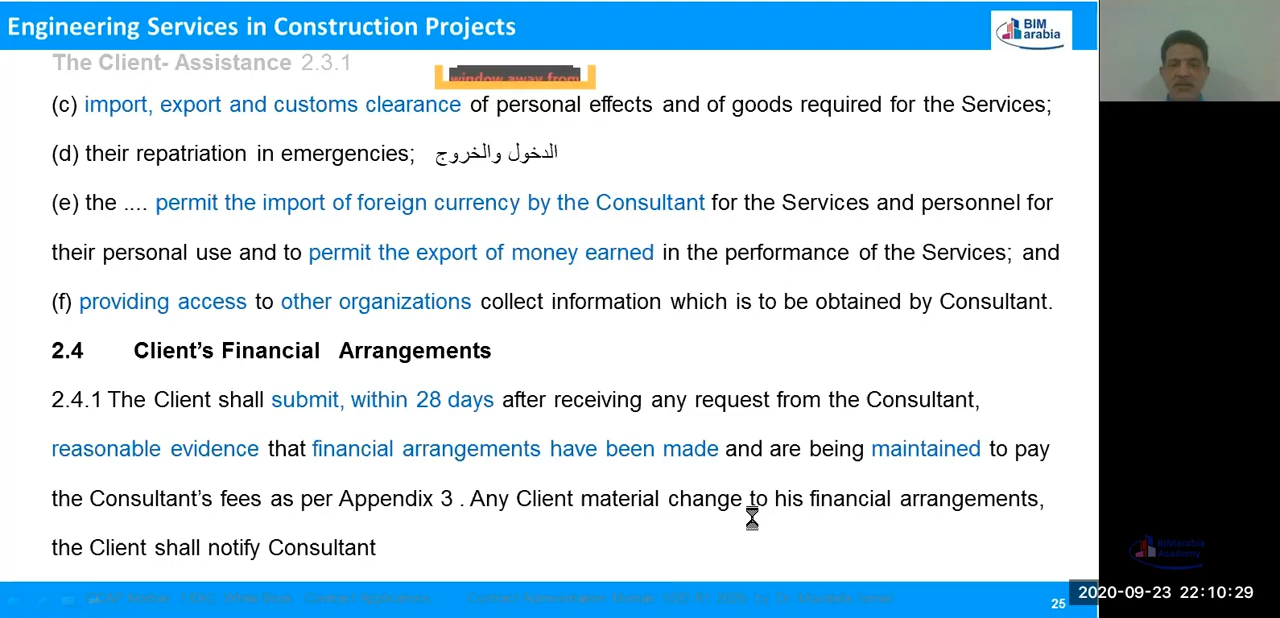 Engineering Services in Construction Projects
BIM
arabia
The Client- Assistance 2.3.1
window away from
(c) import, export and customs clearance of personal effects and of goods required for the Services;
(d) their repatriation in emergencies; الدخول والخروج
(e) the .... permit the import of foreign currency by the Consultant for the Services and personnel for
their personal use and to permit the export of money earned in the performance of the Services; and
(f) providing access to other organizations collect information which is to be obtained by Consultant.
2.4 Client's Financial Arrangements
2.4.1 The Client shall submit, within 28 days after receiving any request from the Consultant,
reasonable evidence that financial arrangements have been made and are being maintained to pay
the Consultant's fees as per Appendix 3 . Any Client material change to his financial arrangements,
the Client shall notify Consultant
BIMarabia
Academy
25
2020-09-23 22:10:29